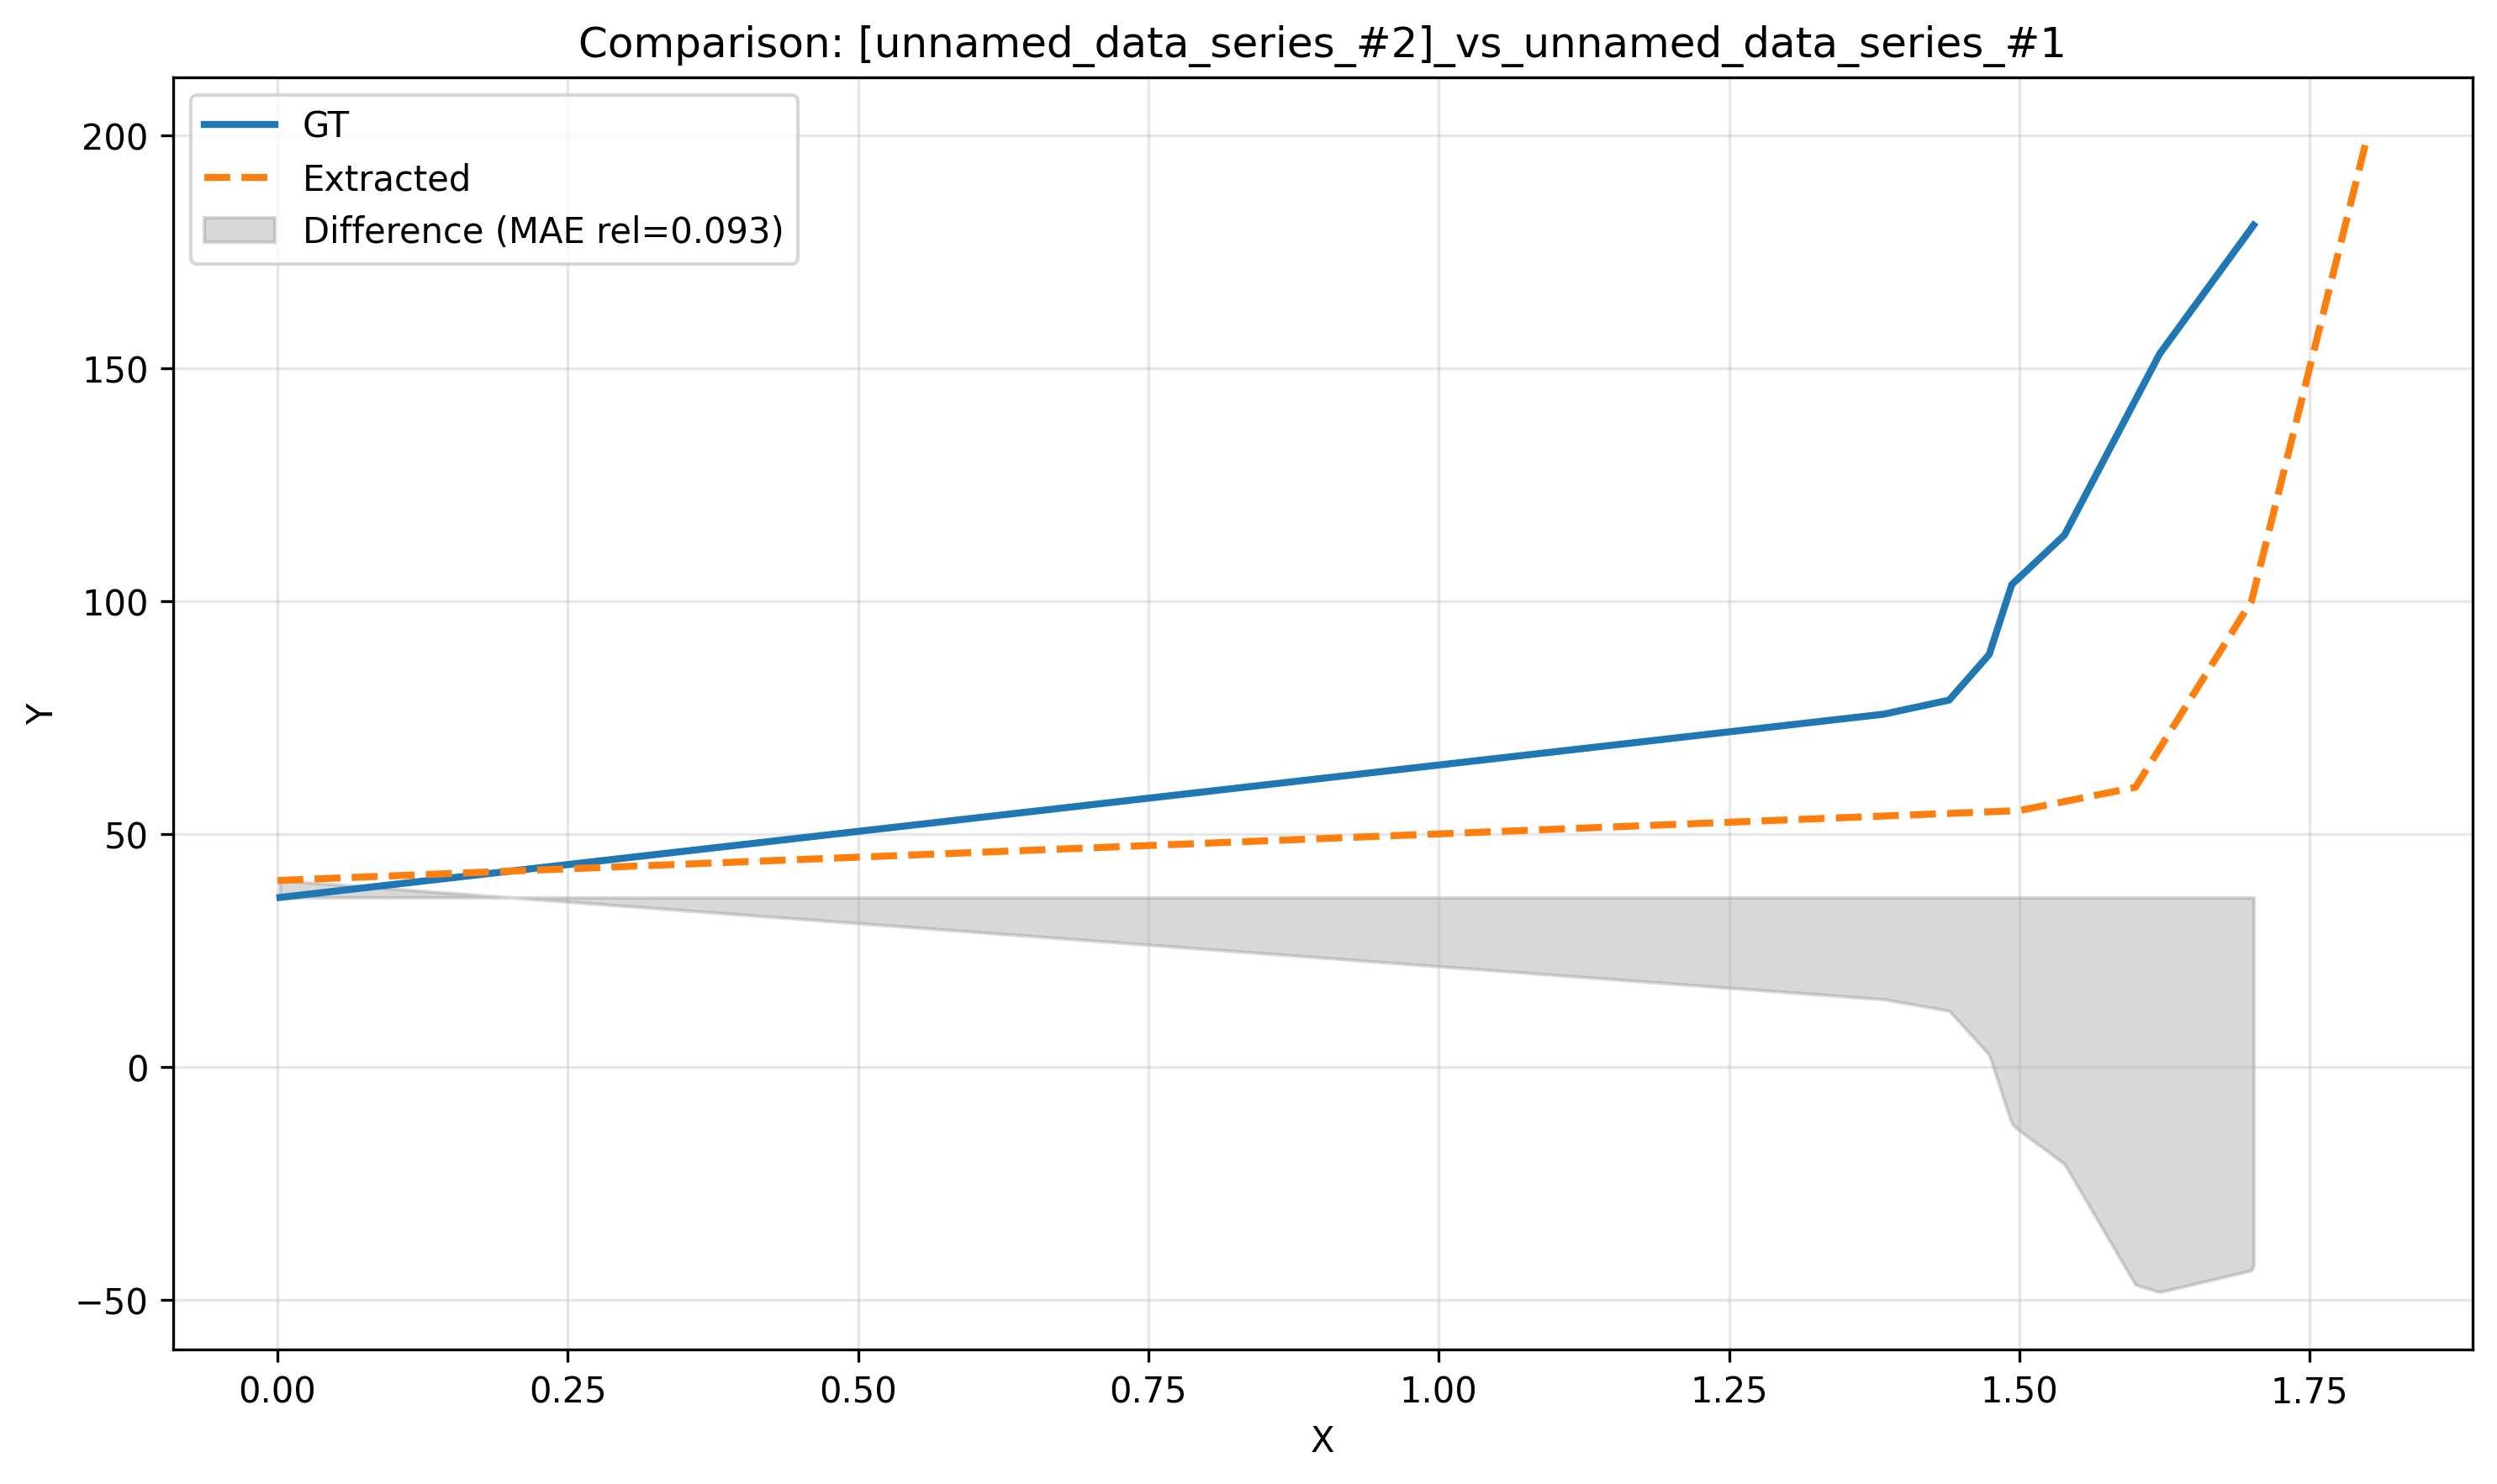 Comparison: [unnamed_data_series_#2]_vs_unnamed_data_series_#1
GT
Extracted
Difference (MAE rel=0.093)
200
150
100
50
0
−50
Y
0.00 0.25 0.50 0.75 1.00 1.25 1.50 1.75
X